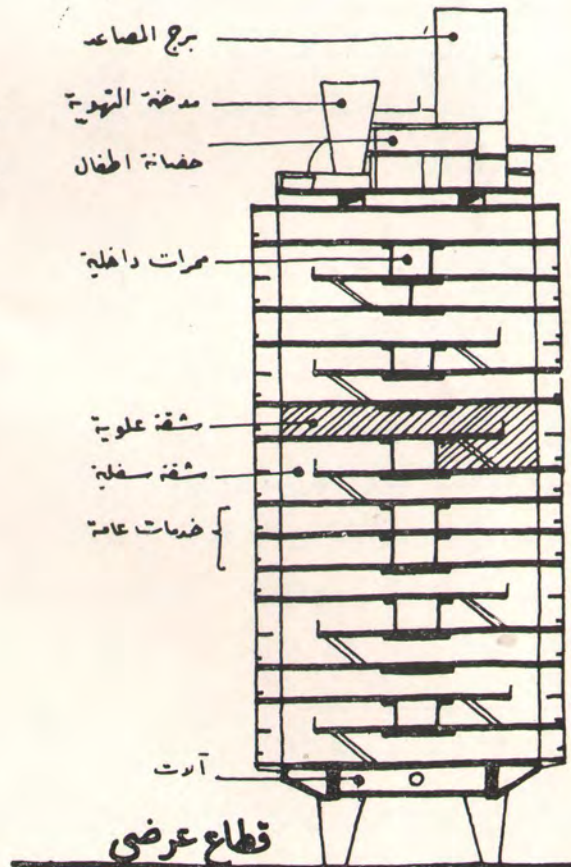 برج المصاعد
مدخنة التهوية
حضانة اطفال
ممرات داخلية
شقة علوية
شقة سفلية
خدمات عامة
آلات
قطاع عرضي